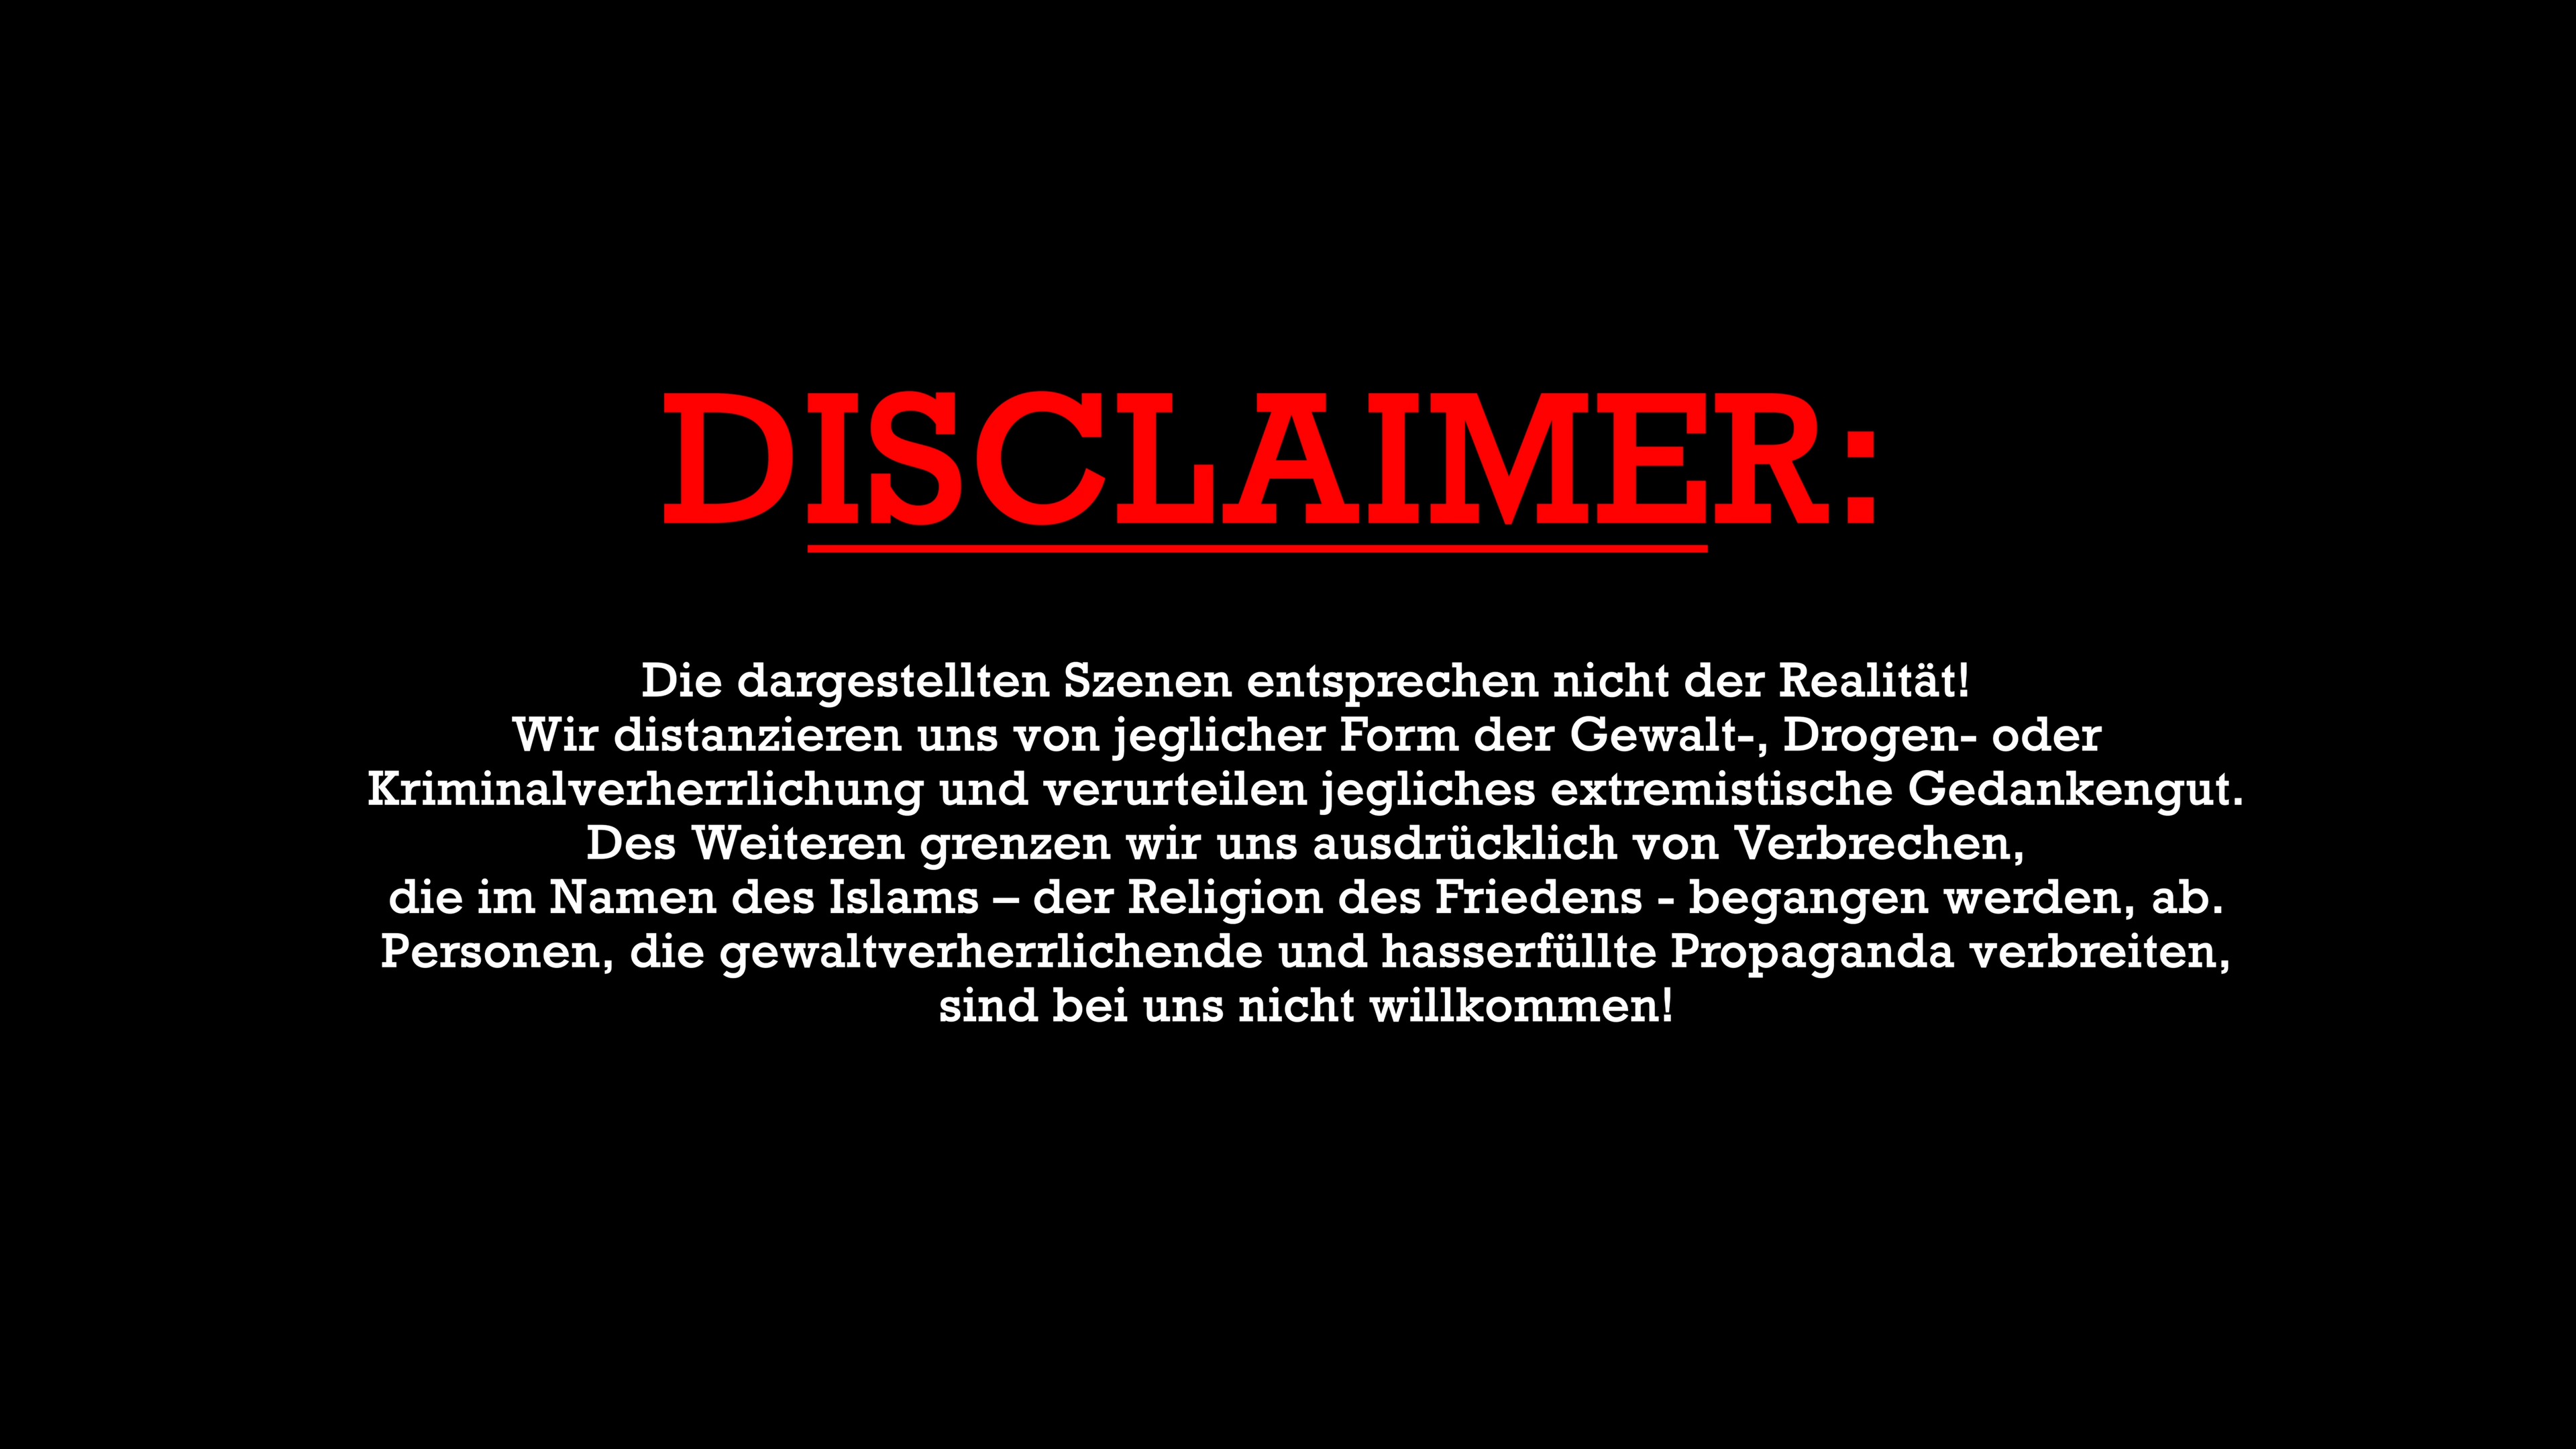 DISCLAIMER:
Die dargestellten Szenen entsprechen nicht der Realität!
Wir distanzieren uns von jeglicher Form der Gewalt-, Drogen- oder
Kriminalverherrlichung und verurteilen jegliches extremistische Gedankengut.
Des Weiteren grenzen wir uns ausdrücklich von Verbrechen,
die im Namen des Islams – der Religion des Friedens - begangen werden, ab.
Personen, die gewaltverherrlichende und hasserfüllte Propaganda verbreiten,
sind bei uns nicht willkommen!